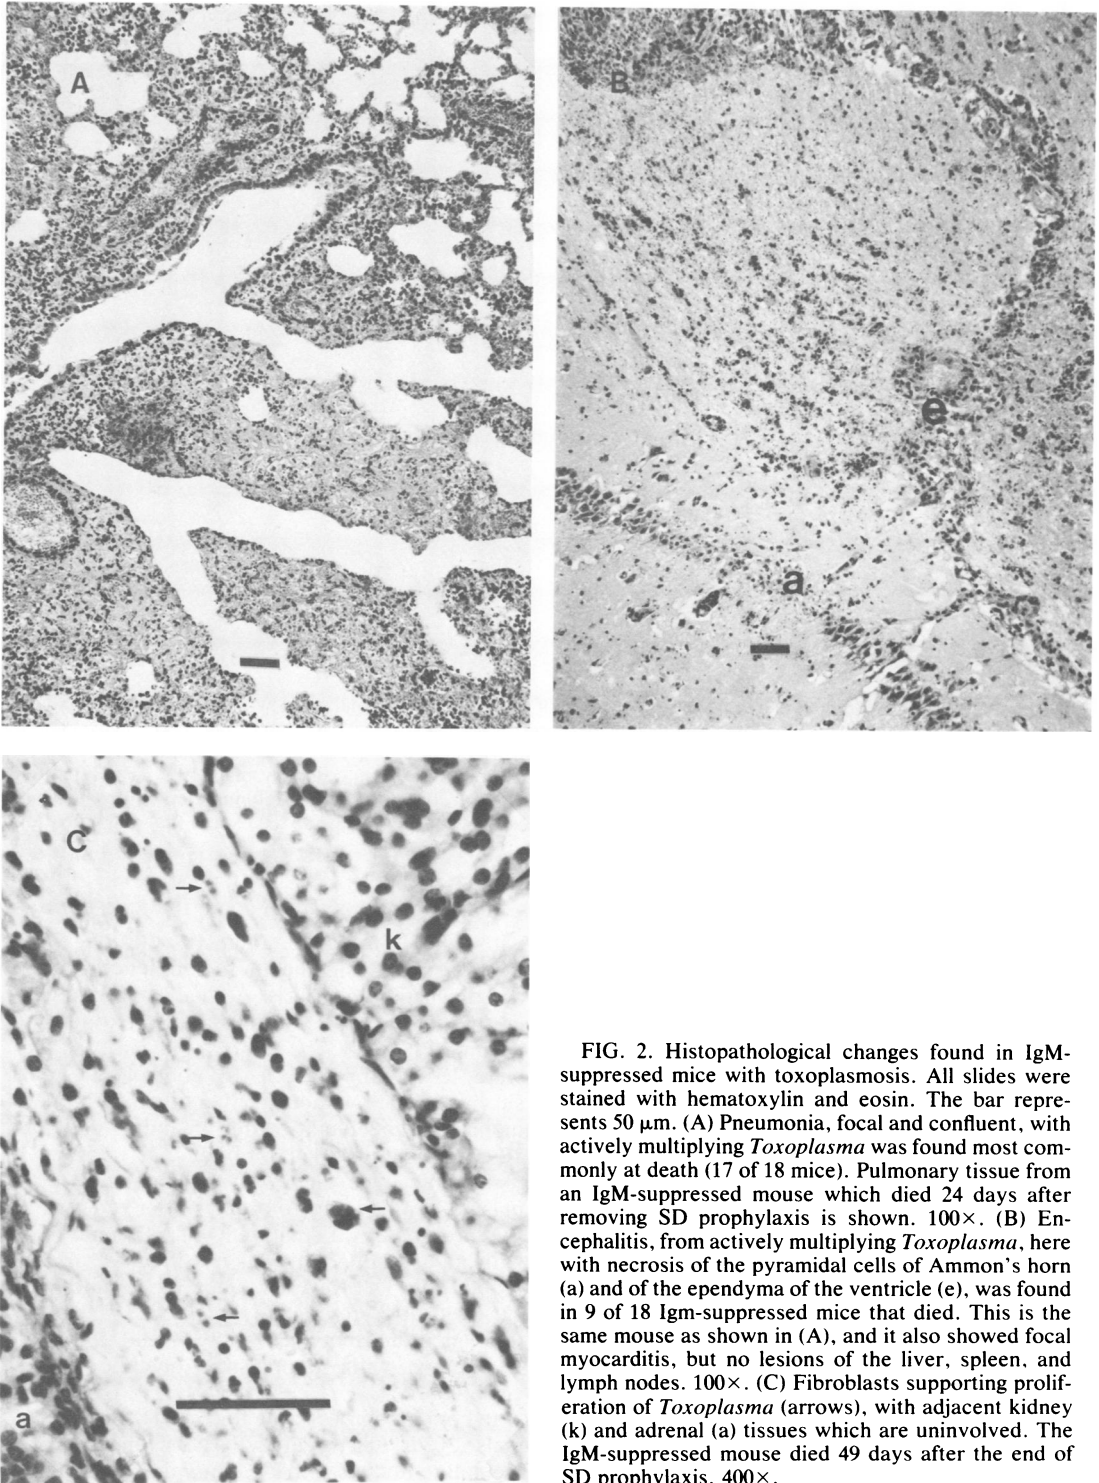 A
B
e
a
C
k
a
FIG. 2. Histopathological changes found in IgM-
suppressed mice with toxoplasmosis. All slides were
stained with hematoxylin and eosin. The bar repre-
sents 50 μm. (A) Pneumonia, focal and confluent, with
actively multiplying Toxoplasma was found most com-
monly at death (17 of 18 mice). Pulmonary tissue from
an IgM-suppressed mouse which died 24 days after
removing SD prophylaxis is shown. 100×. (B) En-
cephalitis, from actively multiplying Toxoplasma, here
with necrosis of the pyramidal cells of Ammon's horn
(a) and of the ependyma of the ventricle (e), was found
in 9 of 18 Igm-suppressed mice that died. This is the
same mouse as shown in (A), and it also showed focal
myocarditis, but no lesions of the liver, spleen, and
lymph nodes. 100×. (C) Fibroblasts supporting prolif-
eration of Toxoplasma (arrows), with adjacent kidney
(k) and adrenal (a) tissues which are uninvolved. The
IgM-suppressed mouse died 49 days after the end of
SD prophylaxis. 400×.